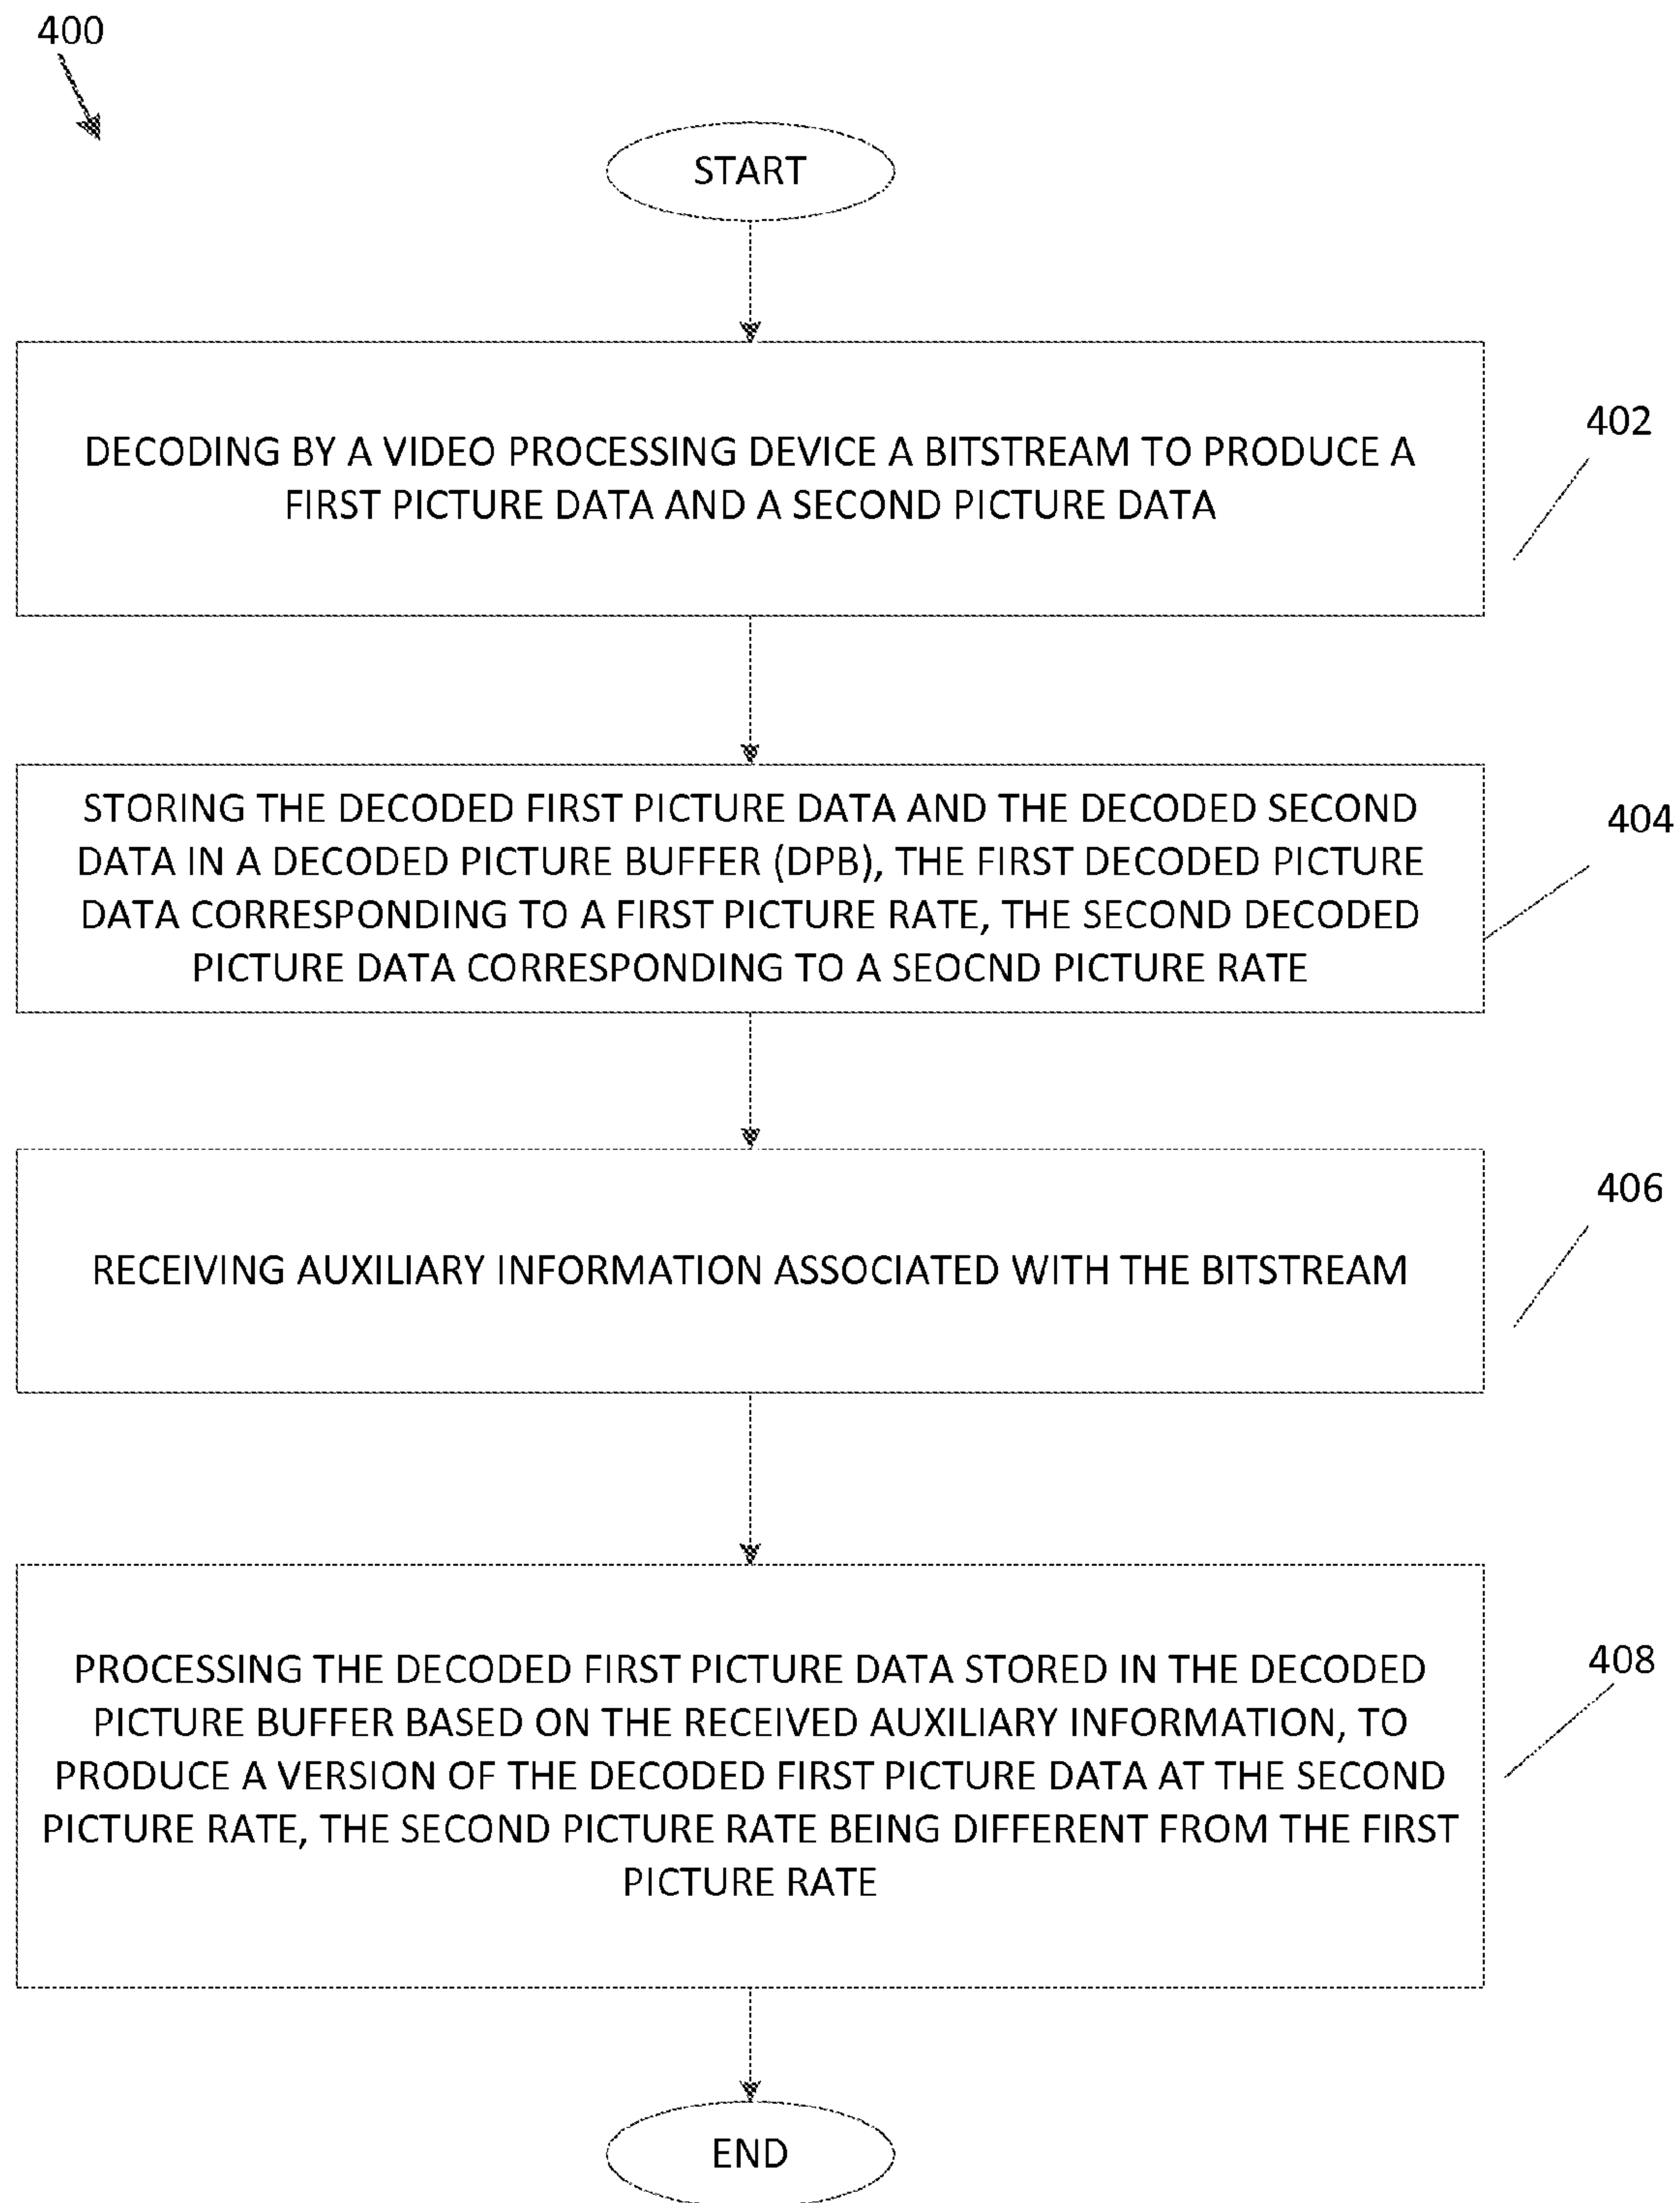 400
START
DECODING BY A VIDEO PROCESSING DEVICE A BITSTREAM TO PRODUCE A
FIRST PICTURE DATA AND A SECOND PICTURE DATA
402
STORING THE DECODED FIRST PICTURE DATA AND THE DECODED SECOND
DATA IN A DECODED PICTURE BUFFER (DPB), THE FIRST DECODED PICTURE
DATA CORRESPONDING TO A FIRST PICTURE RATE, THE SECOND DECODED
PICTURE DATA CORRESPONDING TO A SEOCND PICTURE RATE
404
RECEIVING AUXILIARY INFORMATION ASSOCIATED WITH THE BITSTREAM
406
PROCESSING THE DECODED FIRST PICTURE DATA STORED IN THE DECODED
PICTURE BUFFER BASED ON THE RECEIVED AUXILIARY INFORMATION, TO
PRODUCE A VERSION OF THE DECODED FIRST PICTURE DATA AT THE SECOND
PICTURE RATE, THE SECOND PICTURE RATE BEING DIFFERENT FROM THE FIRST
PICTURE RATE
408
END